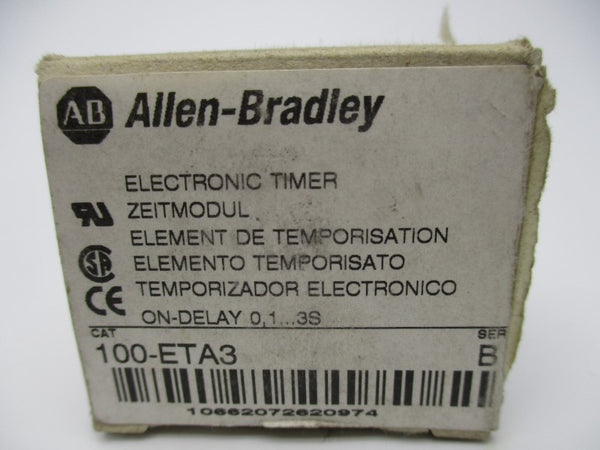 AB Allen-Bradley
ELECTRONIC TIMER
ZEITMODUL
ELEMENT DE TEMPORISATION
ELEMENTO TEMPORISATO
TEMPORIZADOR ELECTRONICO
ON-DELAY 0,1...3S
CAT SER
100-ETA3 B
10662072620974